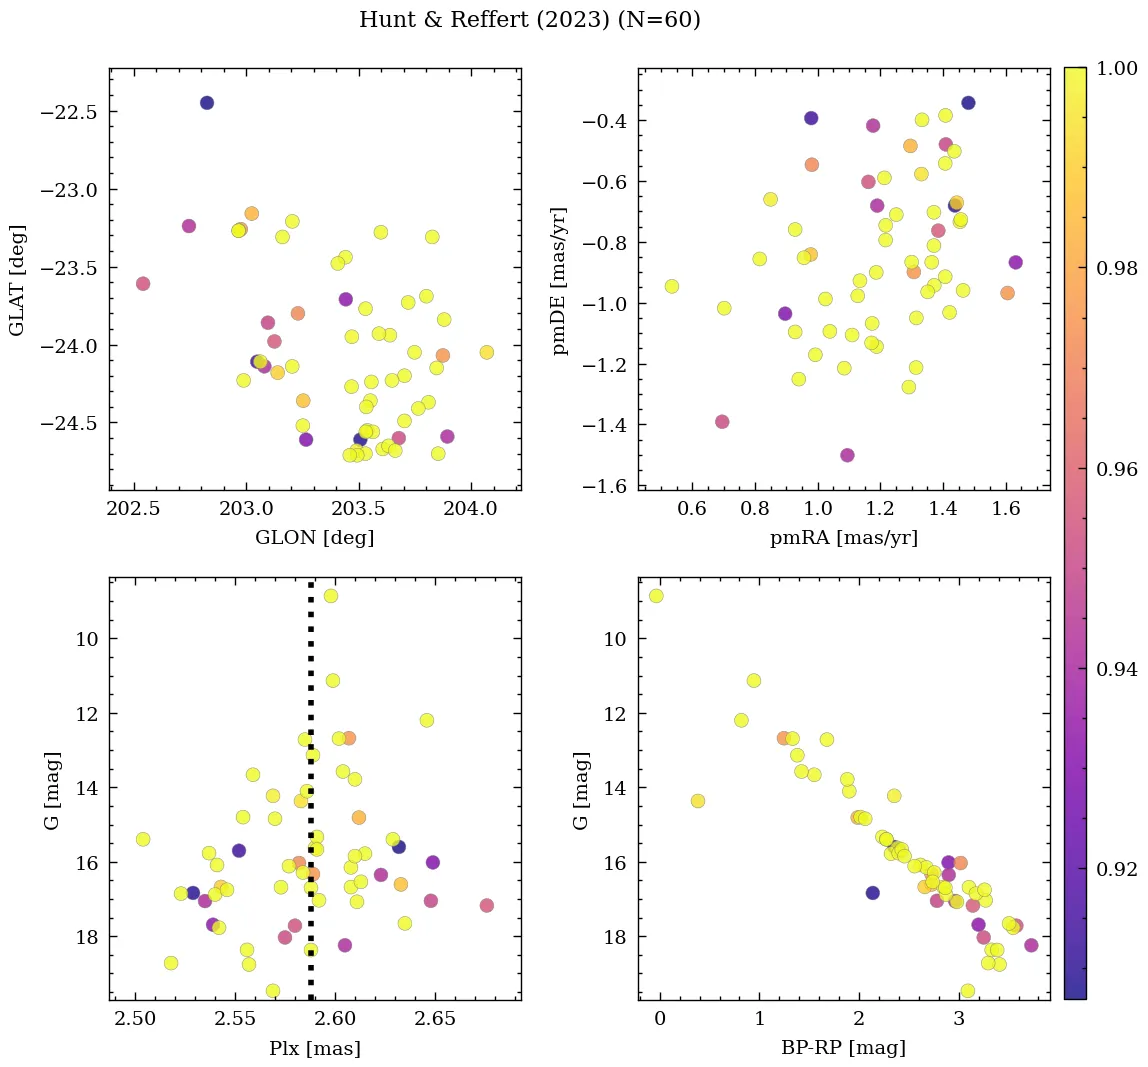 Hunt & Reffert (2023) (N=60)
−22.5
−23.0
−23.5
−24.0
−24.5
GLAT [deg]
202.5 203.0 203.5 204.0
GLON [deg]
−0.4
−0.6
−0.8
−1.0
−1.2
−1.4
−1.6
pmDE [mas/yr]
0.6 0.8 1.0 1.2 1.4 1.6
pmRA [mas/yr]
1.00
0.98
0.96
0.94
0.92
10
12
14
16
18
G [mag]
2.50 2.55 2.60 2.65
Plx [mas]
10
12
14
16
18
G [mag]
0 1 2 3
BP-RP [mag]